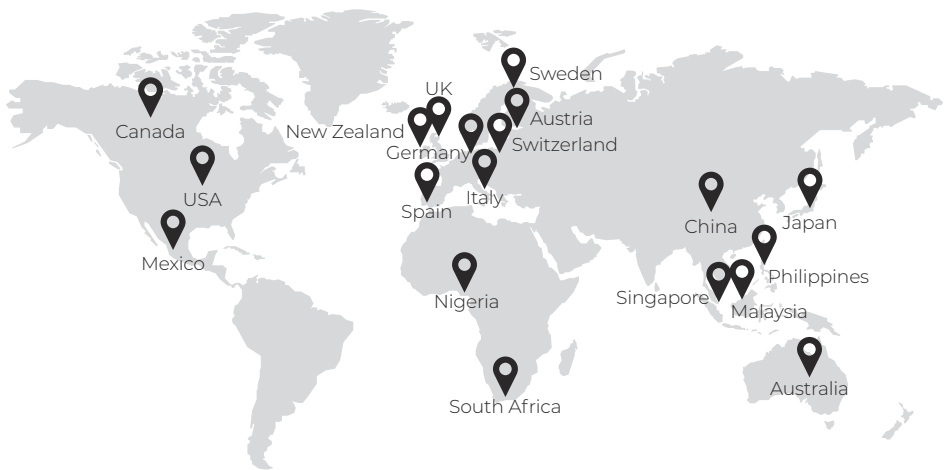 Sweden
UK
Austria
Canada
New Zealand
Switzerland
Germany
USA
Italy
Spain
Japan
China
Mexico
Philippines
Singapore
Nigeria
Malaysia
Australia
South Africa